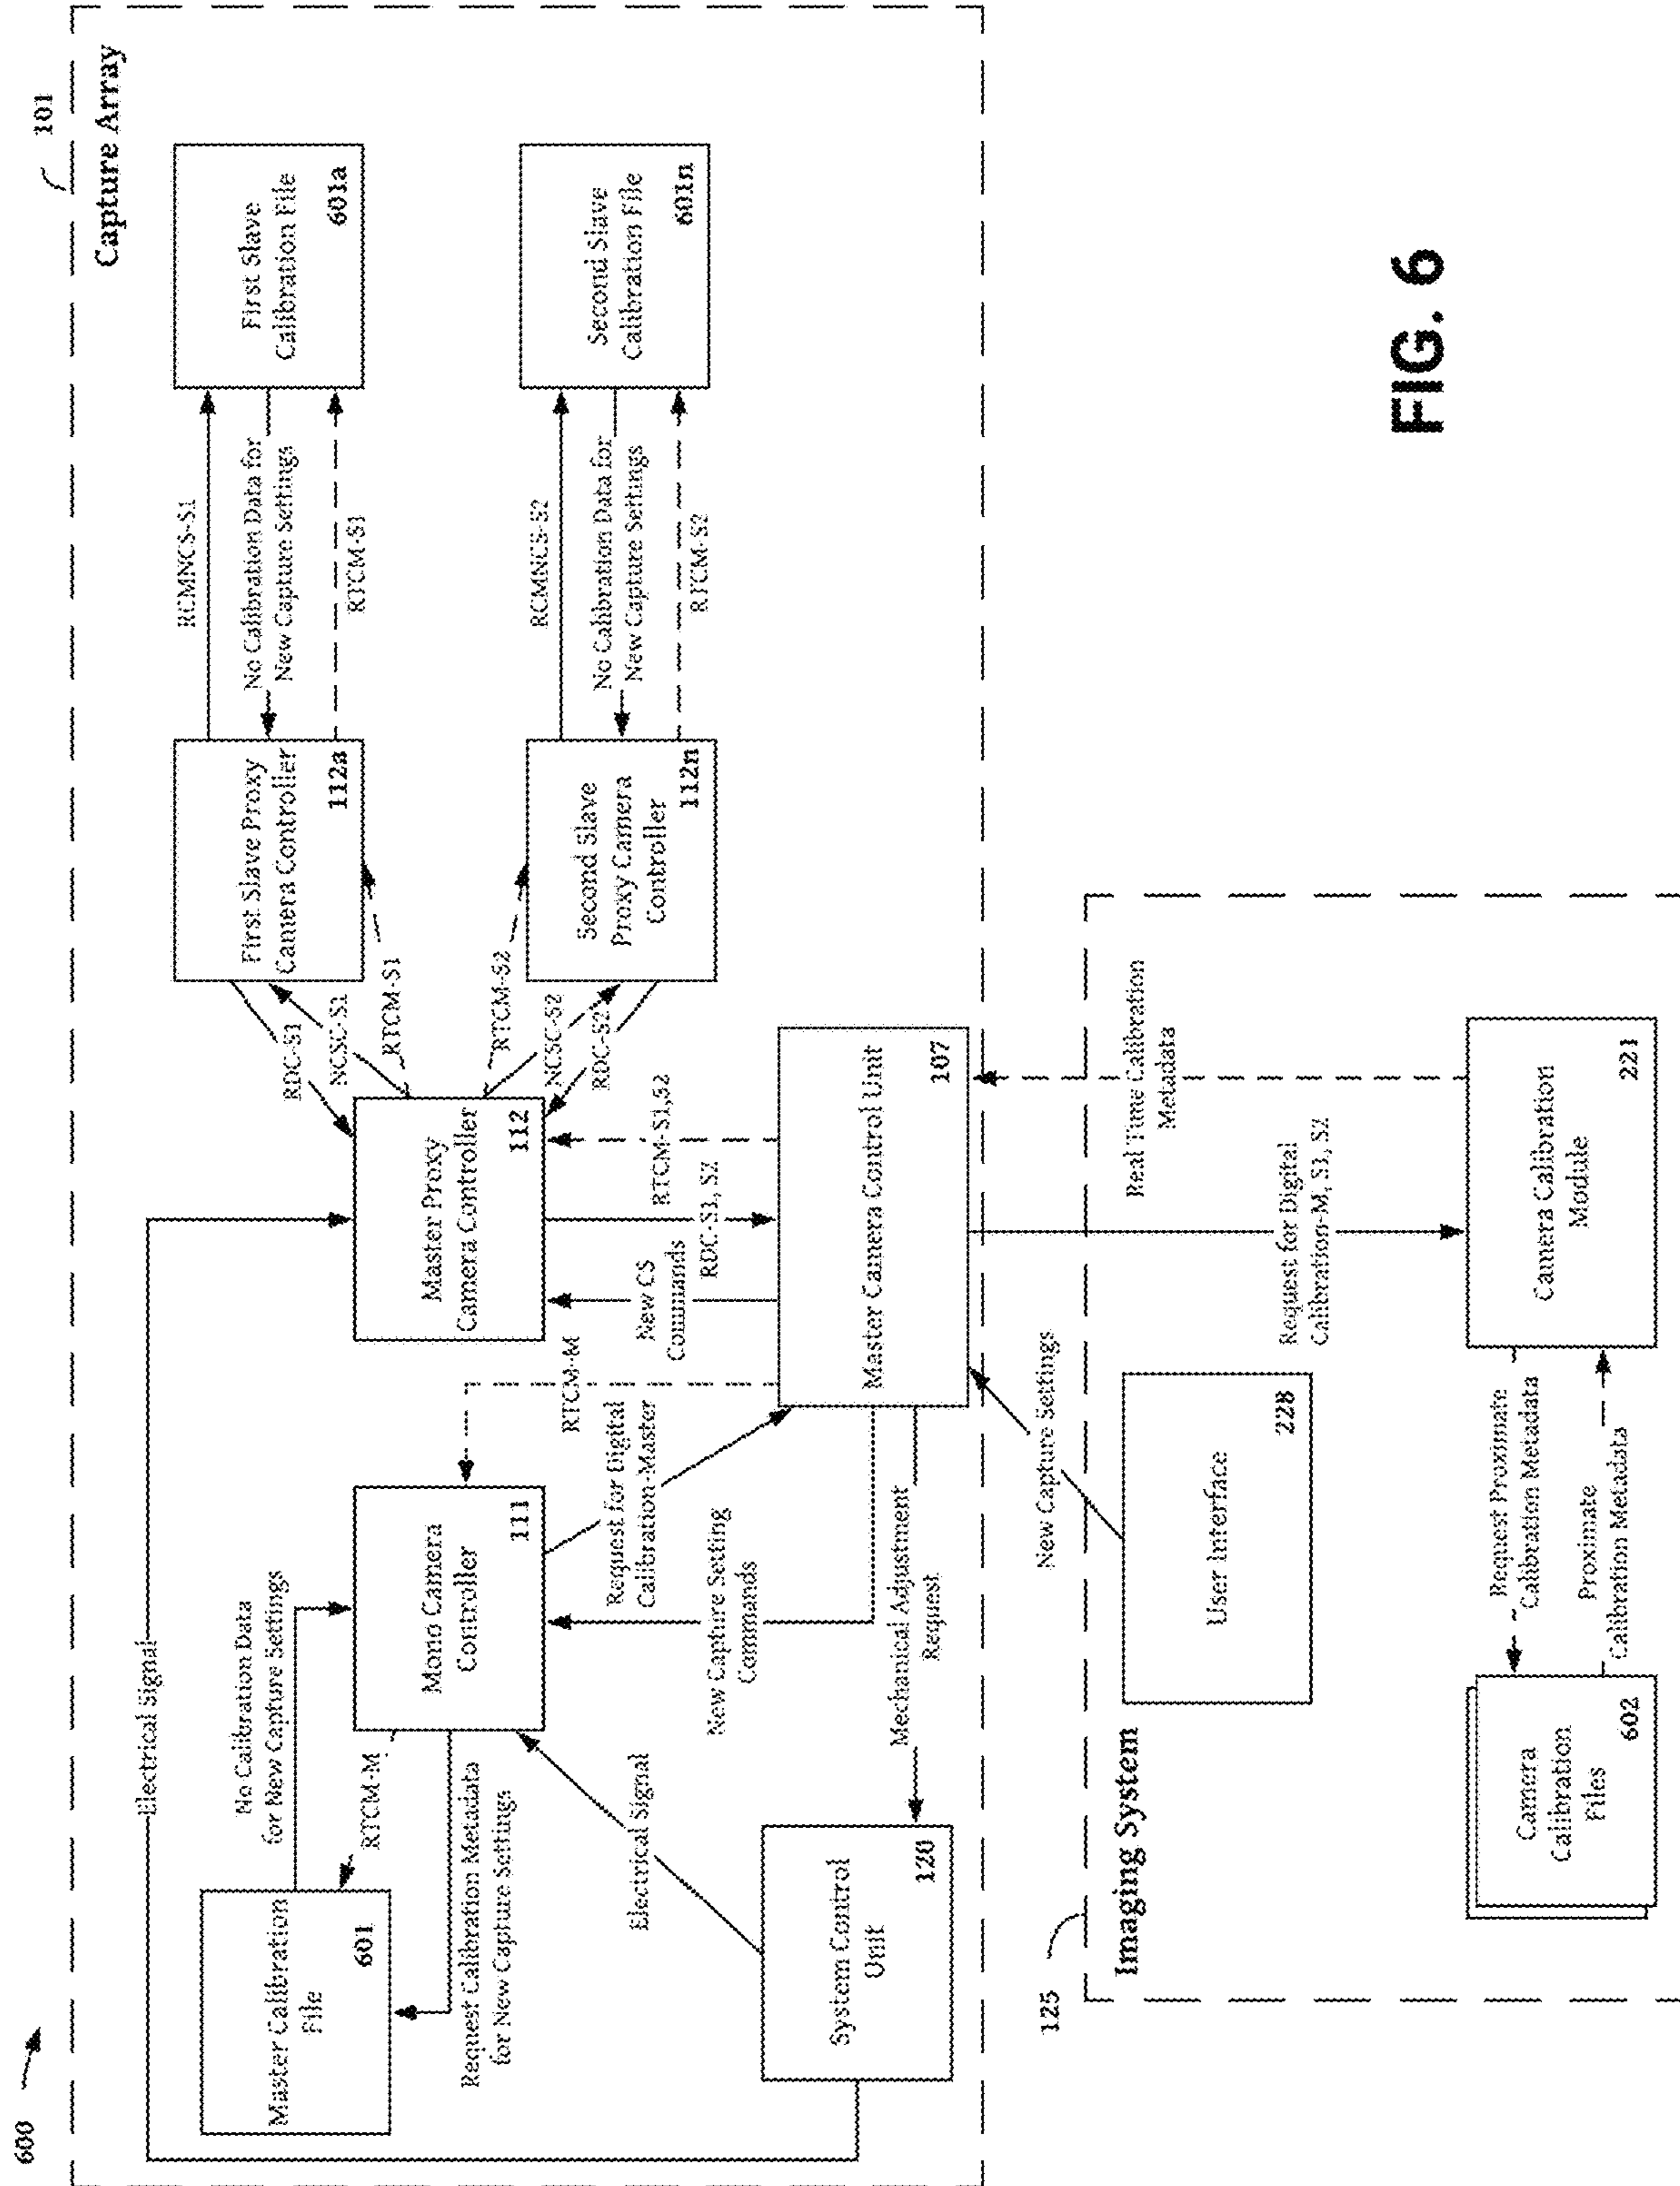 600
101
Capture Array
Electrical Signal
Master Calibration
File
601
No Calibration Data
for New Capture Settings
RTCM-M
Request Calibration Metadata
for New Capture Settings
Mono Camera
Controller
111
Master Proxy
Camera Controller
112
RDC-S1
NCSC-S1
RTCM-S1
RTCM-S2
NCSC-S2
RDC-S2
First Slave Proxy
Camera Controller
112a
RCMNCS-S1
No Calibration Data for
New Capture Settings
RTCM-S1
First Slave
Calibration File
601a
Second Slave
Proxy Camera
Controller
112n
RCMNCS-S2
No Calibration Data for
New Capture Settings
RTCM-S2
Second Slave
Calibration File
601n
RTCM-M
New CS
Commands
RDC-S1, S2
RTCM-S1,S2
Request for Digital
Calibration-Master
New Capture Setting
Commands
Mechanical Adjustment
Request
Electrical Signal
System Control
Unit
120
Master Camera Control Unit
107
125
Imaging System
New Capture Settings
User Interface
228
Request for Digital
Calibration-M, S1, S2
Real Time Calibration
Metadata
Camera
Calibration
Files
602
Request Proximate
Calibration Metadata
Proximate
Calibration Metadata
Camera Calibration
Module
221
FIG. 6